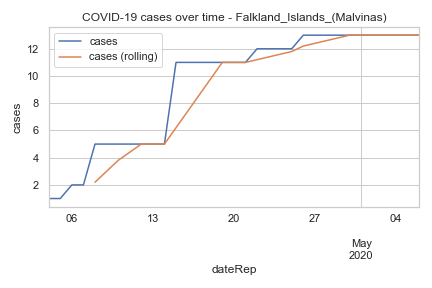 COVID-19 cases over time - Falkland_Islands_(Malvinas)
cases
cases (rolling)
cases
12
10
8
6
4
2
06 13 20 27 04
May
2020
dateRep